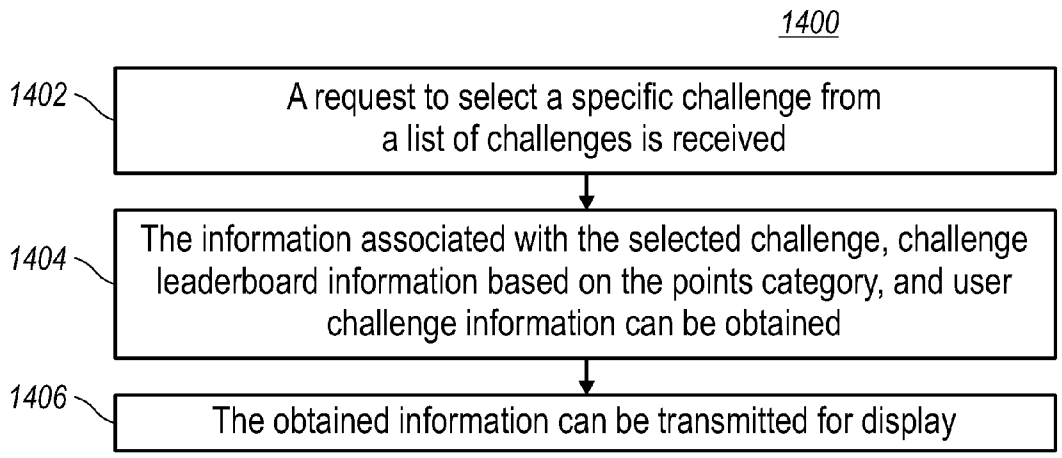 1400
1402
A request to select a specific challenge from
a list of challenges is received
1404
The information associated with the selected challenge, challenge
leaderboard information based on the points category, and user
challenge information can be obtained
1406
The obtained information can be transmitted for display